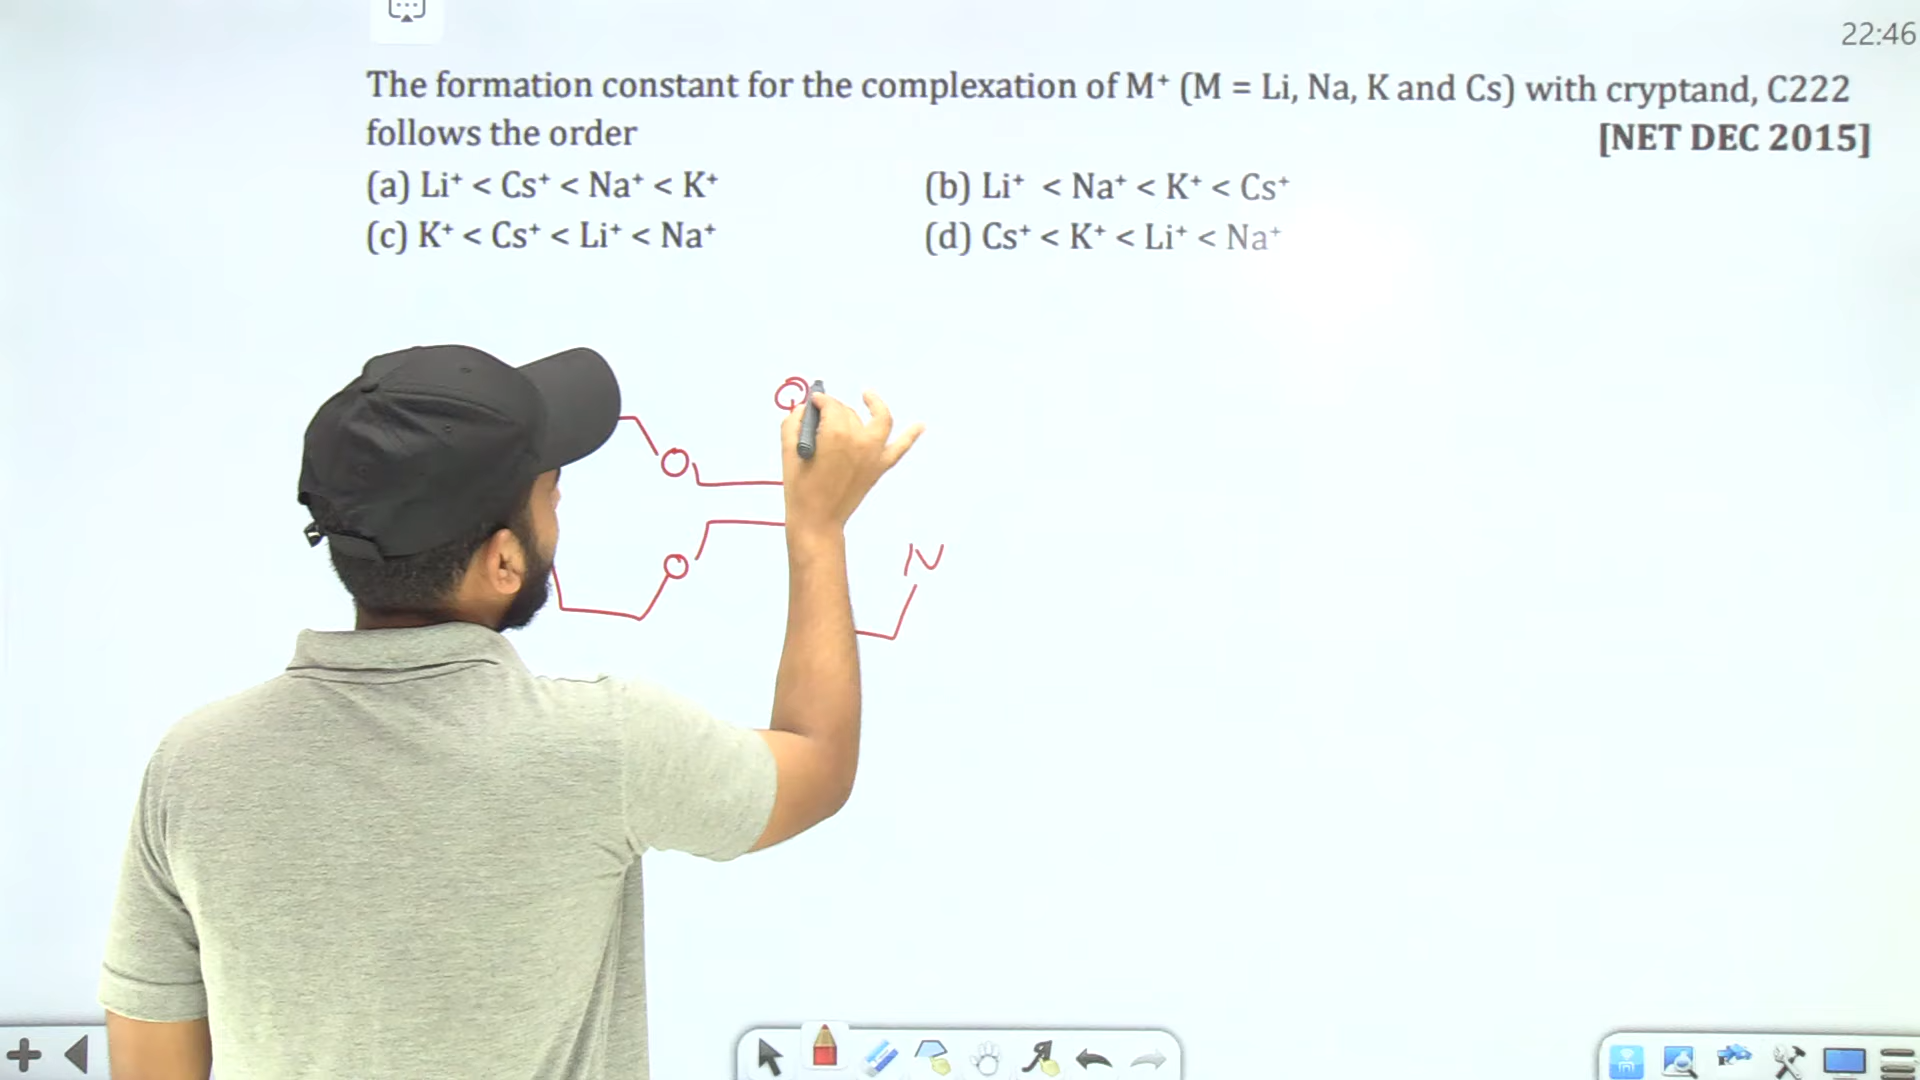 22:46
The formation constant for the complexation of M⁺ (M = Li, Na, K and Cs) with cryptand, C222
follows the order [NET DEC 2015]
(a) Li⁺ < Cs⁺ < Na⁺ < K⁺ (b) Li⁺ < Na⁺ < K⁺ < Cs⁺
(c) K⁺ < Cs⁺ < Li⁺ < Na⁺ (d) Cs⁺ < K⁺ < Li⁺ < Na⁺
O
O
O
N